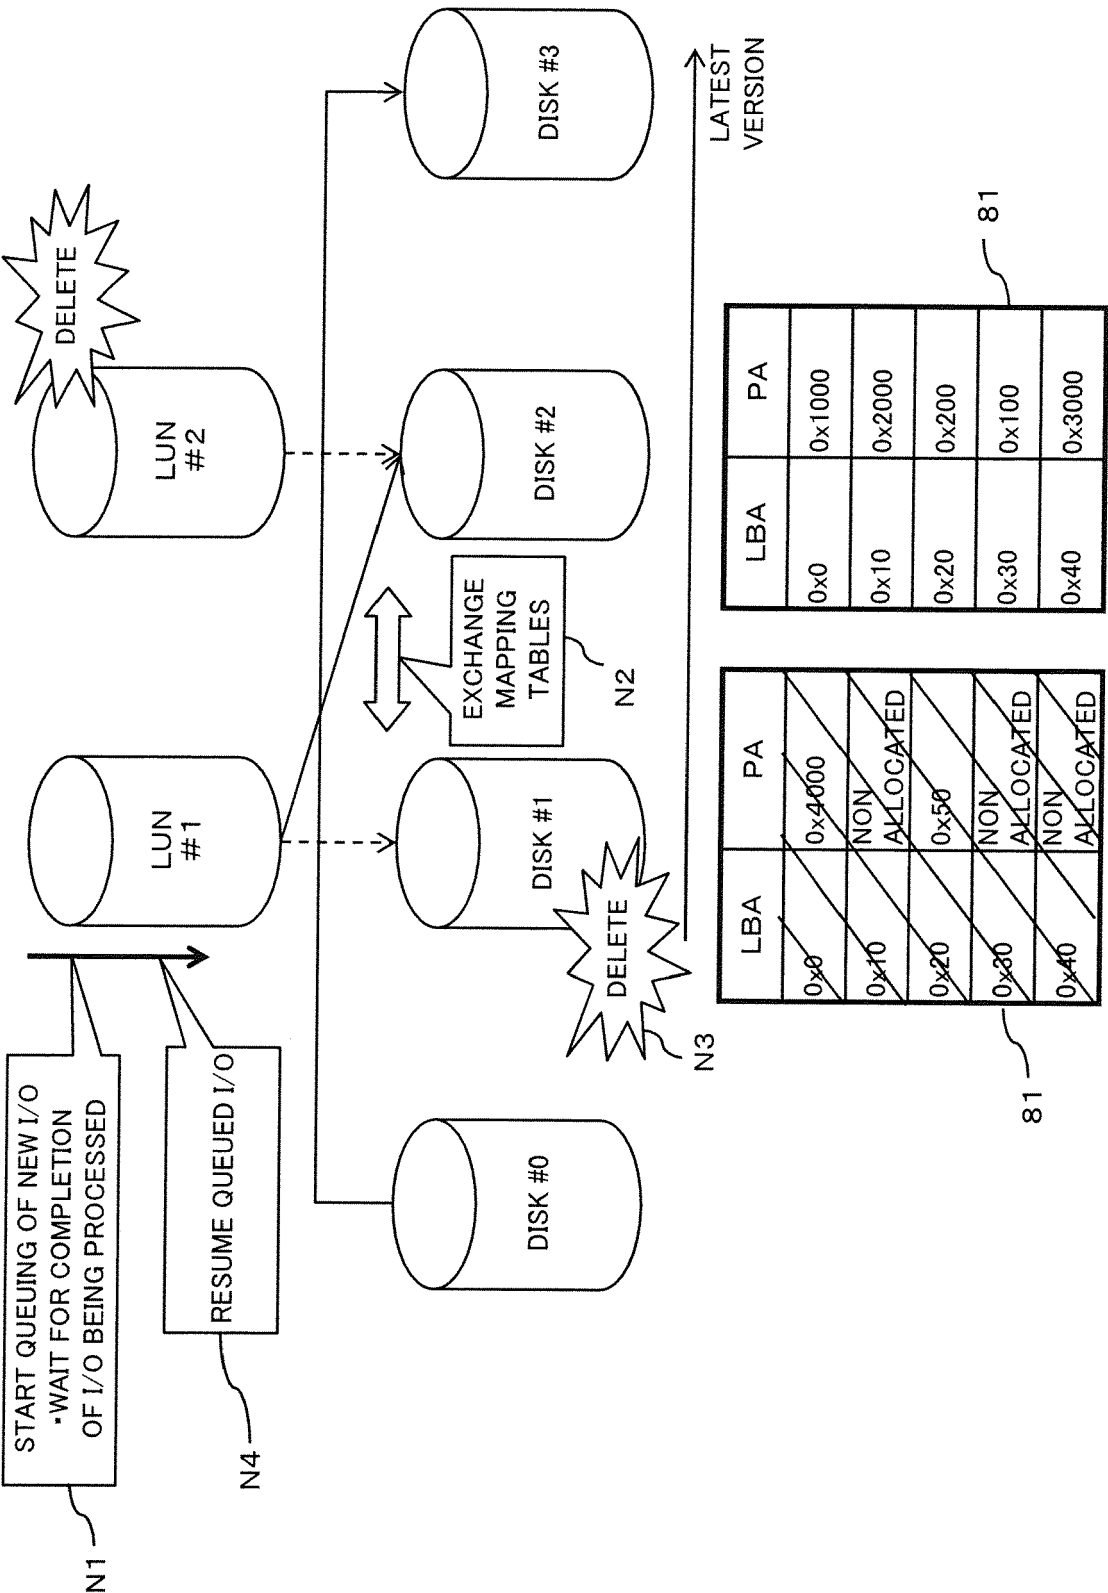 N1
START QUEUING OF NEW I/O
•WAIT FOR COMPLETION
OF I/O BEING PROCESSED
N4
RESUME QUEUED I/O
LUN
#1
LUN
#2
DELETE
EXCHANGE
MAPPING
TABLES
N2
DISK #0
DISK #1
DISK #2
DISK #3
DELETE
N3
LATEST
VERSION
LBA PA
0x0 0x4000
0x10 NON ALLOCATED
0x20 0x50
0x30 NON ALLOCATED
0x40 NON ALLOCATED
81
LBA PA
0x0 0x1000
0x10 0x2000
0x20 0x200
0x30 0x100
0x40 0x3000
81